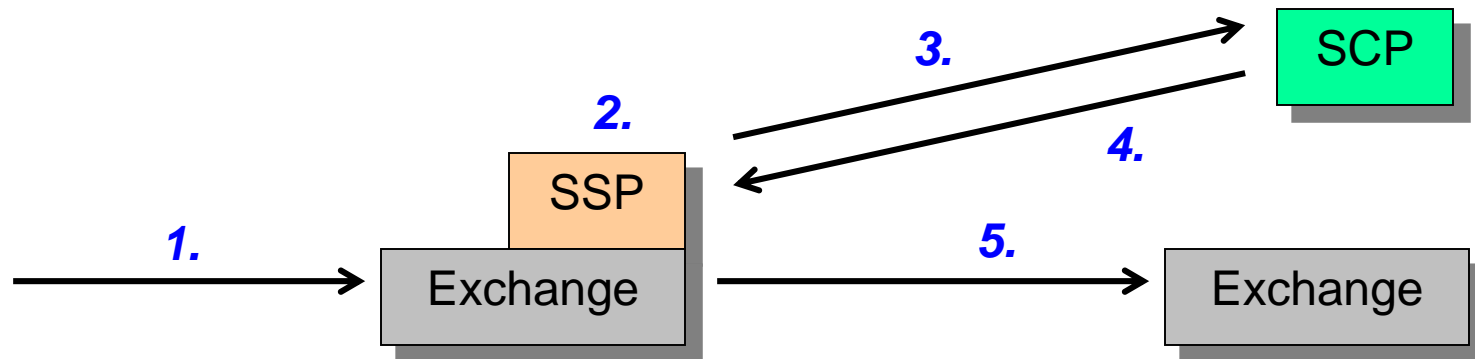 3.
SCP
2.
4.
SSP
1.
5.
Exchange
Exchange